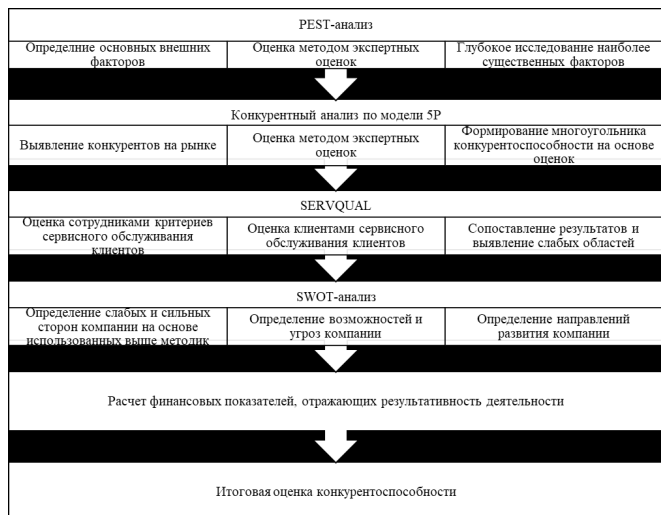 PEST-анализ
Определние основных внешних
факторов
Оценка методом экспертных
оценок
Глубокое исследование наиболее
существенных факторов
Конкурентный анализ по модели 5P
Выявление конкурентов на рынке
Оценка методом экспертных
оценок
Формирование многоугольника
конкурентоспособности на основе
оценок
SERVQUAL
Оценка сотрудниками критериев
сервисного обслуживания
клиентов
Оценка клиентами сервисного
обслуживания клиентов
Сопоставление результатов и
выявление слабых областей
SWOT-анализ
Определение слабых и сильных
сторон компании на основе
использованных выше методик
Определение возможностей и
угроз компании
Определение направлений
развития компании
Расчет финансовых показателей, отражающих результативность деятельности
Итоговая оценка конкурентоспособности